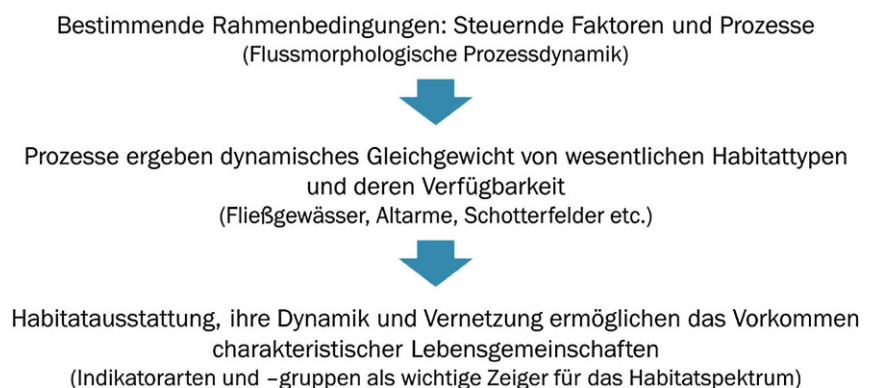 Bestimmende Rahmenbedingungen: Steuernde Faktoren und Prozesse
(Flussmorphologische Prozessdynamik)
Prozesse ergeben dynamisches Gleichgewicht von wesentlichen Habitattypen
und deren Verfügbarkeit
(Fließgewässer, Altarme, Schotterfelder etc.)
Habitatausstattung, ihre Dynamik und Vernetzung ermöglichen das Vorkommen
charakteristischer Lebensgemeinschaften
(Indikatorarten und –gruppen als wichtige Zeiger für das Habitatspektrum)